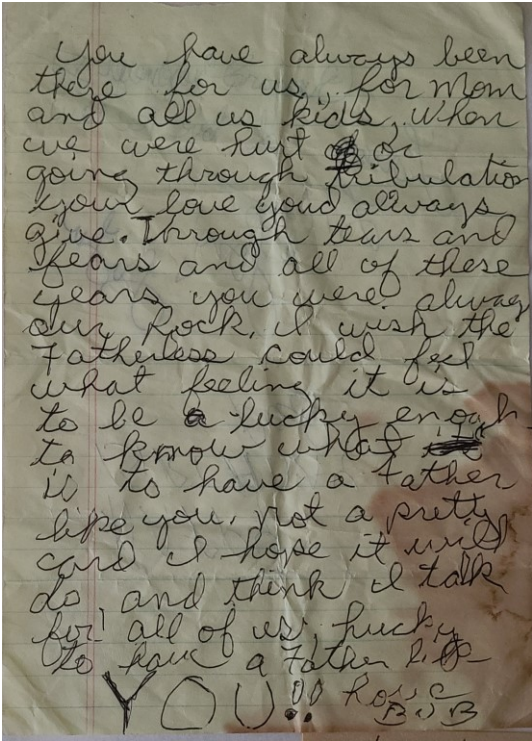 You have always been
there for us, for Mom
and all us kids, when
we were hurt or
going through tribulation
your love youd always
give. Through tears and
fears and all of these
years you were alway
our Rock, I wish the
Fatherless could feel
what feeling it is
to be a lucky enough
to know what
is to have a Father
like you, not a pretty
card I hope it will
do, and think I talk
for all of us, Lucky
to have a Father like
YOU!! Love
BOB